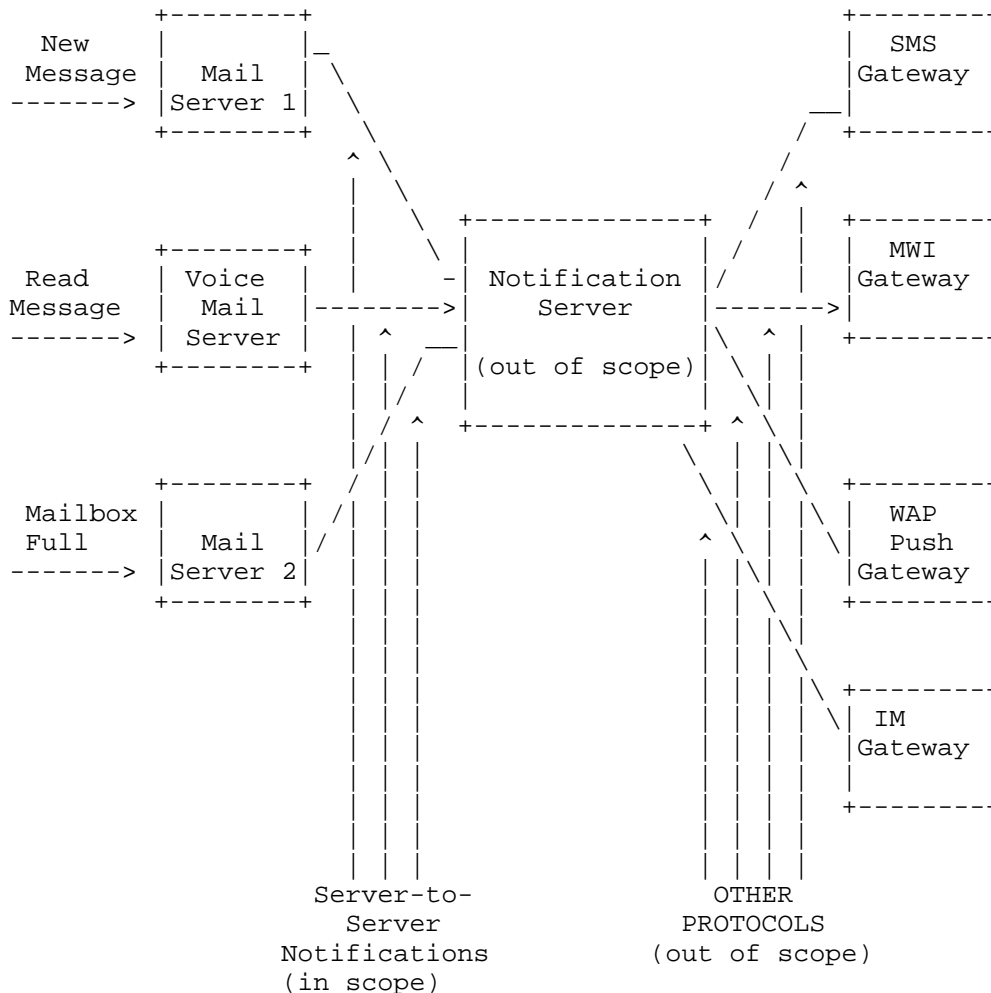 New
Message
Mail
Server 1
SMS
Gateway
Read
Message
Voice
Mail
Server
Notification
Server
(out of scope)
MWI
Gateway
Mailbox
Full
Mail
Server 2
WAP
Push
Gateway
IM
Gateway
Server-to-
Server
Notifications
(in scope)
OTHER
PROTOCOLS
(out of scope)